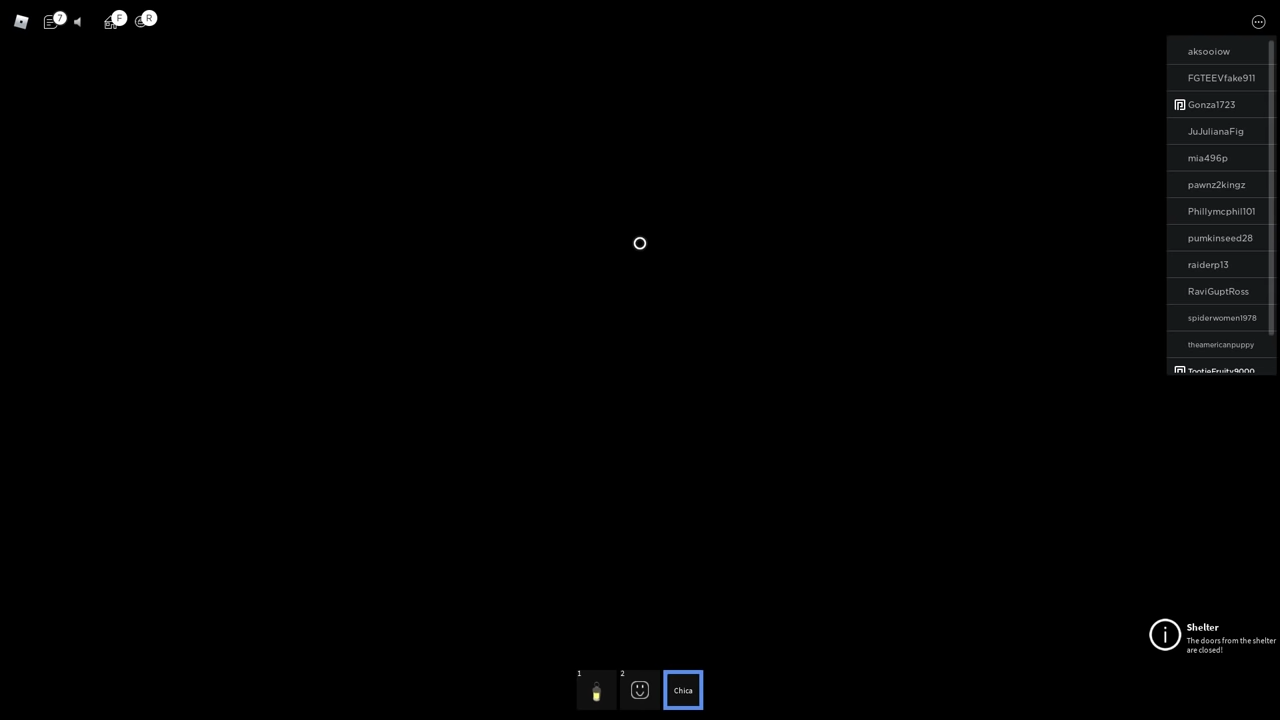 7
F
R
aksooiow
FGTEEVfake911
Gonza1723
JuJulianaFig
mia496p
pawnz2kingz
Phillymcphil101
pumkinseed28
raiderp13
RaviGuptRoss
spiderwomen1978
theamericanpuppy
TootieFruity9000
Shelter
The doors from the shelter
are closed!
1
2
Chica